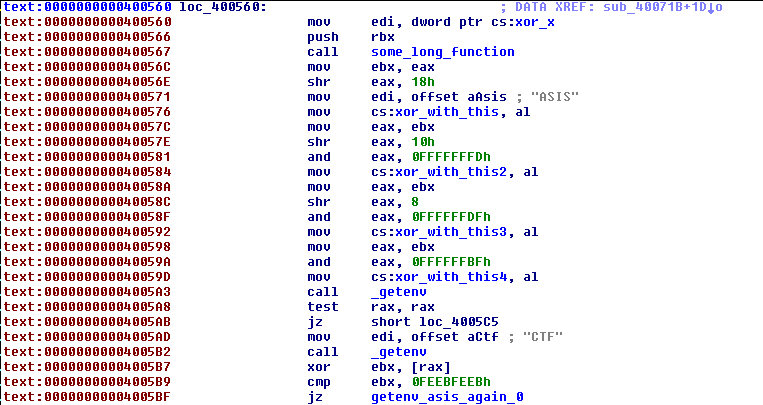 text:0000000000400560 loc_400560: ; DATA XREF: sub_40071B+1D↓o
text:0000000000400560 mov edi, dword ptr cs:xor_x
text:0000000000400566 push rbx
text:0000000000400567 call some_long_function
text:000000000040056C mov ebx, eax
text:000000000040056E shr eax, 18h
text:0000000000400571 mov edi, offset aAsis ; "ASIS"
text:0000000000400576 mov cs:xor_with_this, al
text:000000000040057C mov eax, ebx
text:000000000040057E shr eax, 10h
text:0000000000400581 and eax, 0FFFFFFFDh
text:0000000000400584 mov cs:xor_with_this2, al
text:000000000040058A mov eax, ebx
text:000000000040058C shr eax, 8
text:000000000040058F and eax, 0FFFFFFDFh
text:0000000000400592 mov cs:xor_with_this3, al
text:0000000000400598 mov eax, ebx
text:000000000040059A and eax, 0FFFFFFBFh
text:000000000040059D mov cs:xor_with_this4, al
text:00000000004005A3 call _getenv
text:00000000004005A8 test rax, rax
text:00000000004005AB jz short loc_4005C5
text:00000000004005AD mov edi, offset aCtf ; "CTF"
text:00000000004005B2 call _getenv
text:00000000004005B7 xor ebx, [rax]
text:00000000004005B9 cmp ebx, 0FEEBFEEBh
text:00000000004005BF jz getenv_asis_again_0